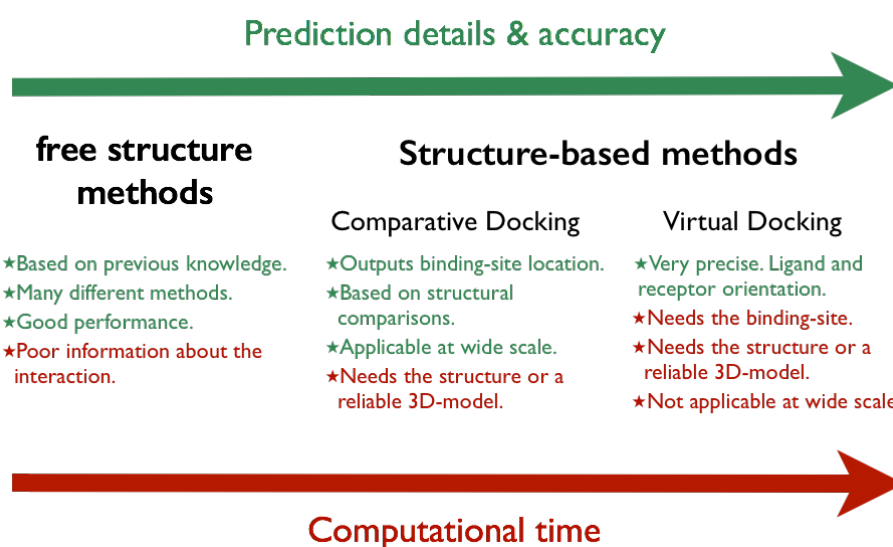 Prediction details & accuracy
free structure
methods
★Based on previous knowledge.
★Many different methods.
★Good performance.
★Poor information about the
interaction.
Structure-based methods
Comparative Docking
★Outputs binding-site location.
★Based on structural
comparisons.
★Applicable at wide scale.
★Needs the structure or a
reliable 3D-model.
Virtual Docking
★Very precise. Ligand and
receptor orientation.
★Needs the binding-site.
★Needs the structure or a
reliable 3D-model.
★Not applicable at wide scale
Computational time